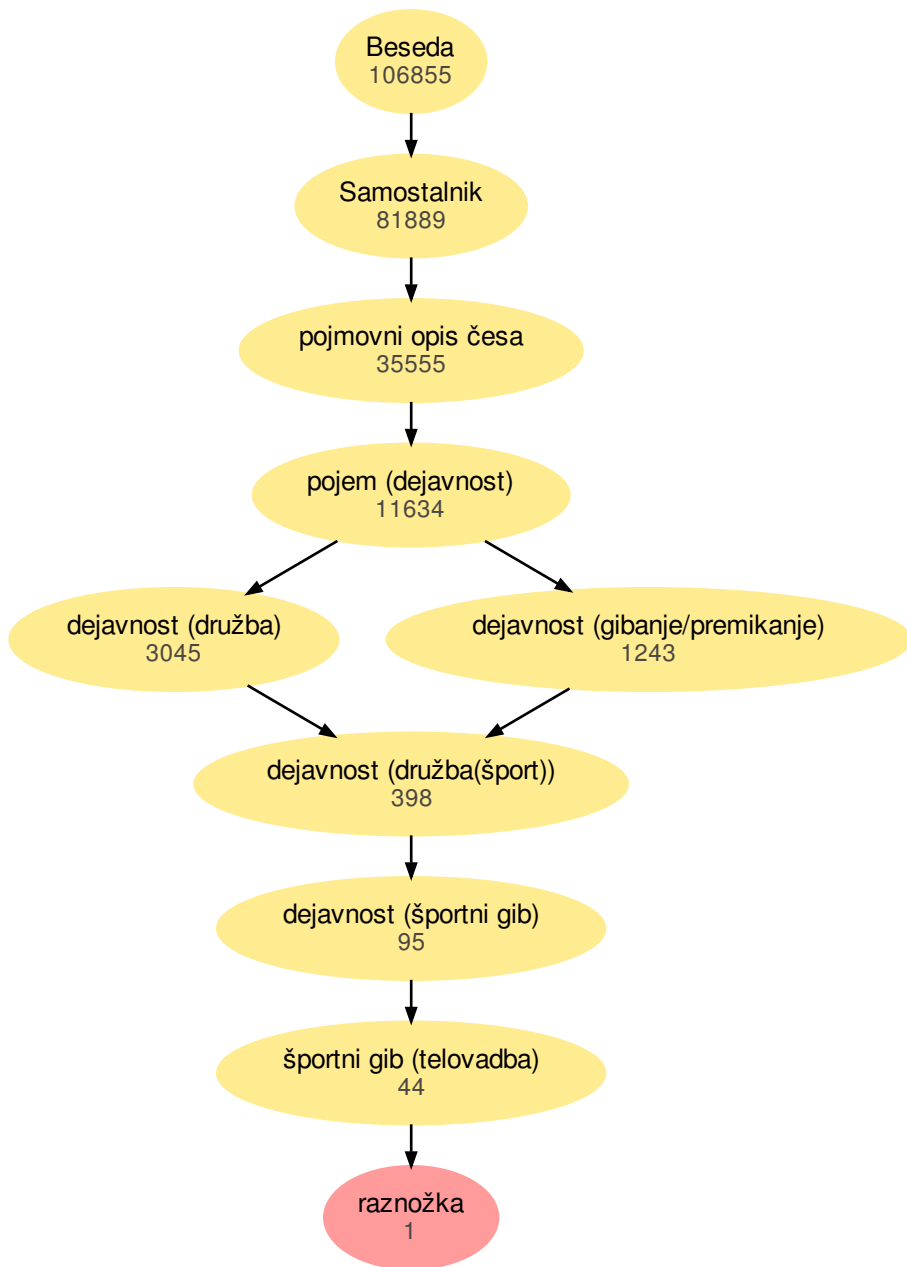 Beseda
106855
Samostalnik
81889
pojmovni opis česa
35555
pojem (dejavnost)
11634
dejavnost (družba)
3045
dejavnost (gibanje/premikanje)
1243
dejavnost (družba(šport))
398
dejavnost (športni gib)
95
športni gib (telovadba)
44
raznožka
1